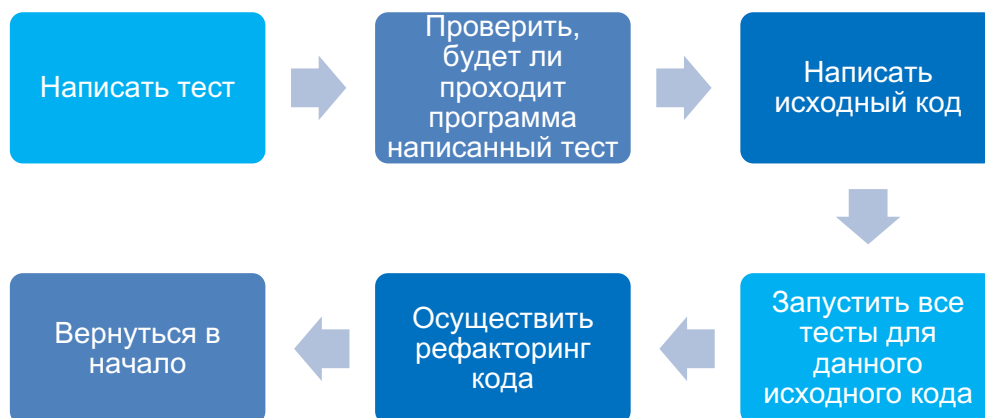 Написать тест
Проверить,
будет ли
проходит
программа
написанный тест
Написать
исходный код
Запустить все
тесты для
данного
исходного кода
Осуществить
рефакторинг
кода
Вернуться в
начало